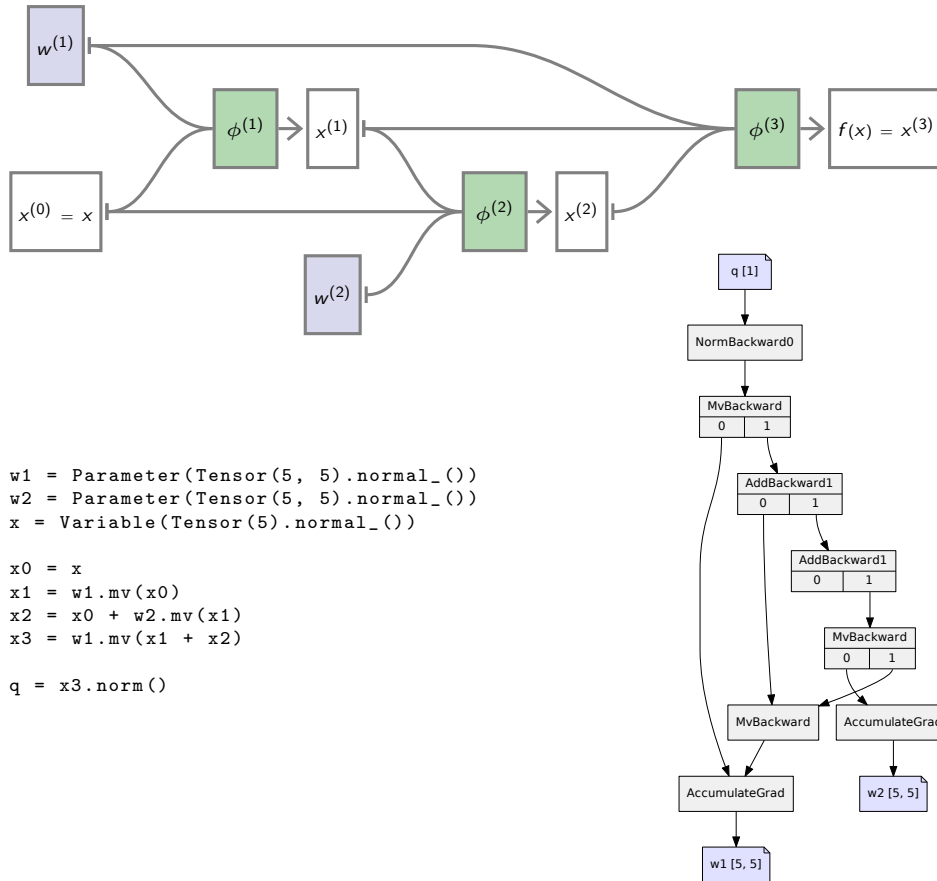 w(1)
ϕ(1)
x(1)
ϕ(3)
f(x) = x(3)
x(0) = x
ϕ(2)
x(2)
w(2)
q [1]
NormBackward0
MvBackward
0 1
w1 = Parameter(Tensor(5, 5).normal_())
w2 = Parameter(Tensor(5, 5).normal_())
x = Variable(Tensor(5).normal_())
x0 = x
x1 = w1.mv(x0)
x2 = x0 + w2.mv(x1)
x3 = w1.mv(x1 + x2)
q = x3.norm()
AddBackward1
0 1
AddBackward1
0 1
MvBackward
0 1
MvBackward
AccumulateGrad
AccumulateGrad
w2 [5, 5]
w1 [5, 5]